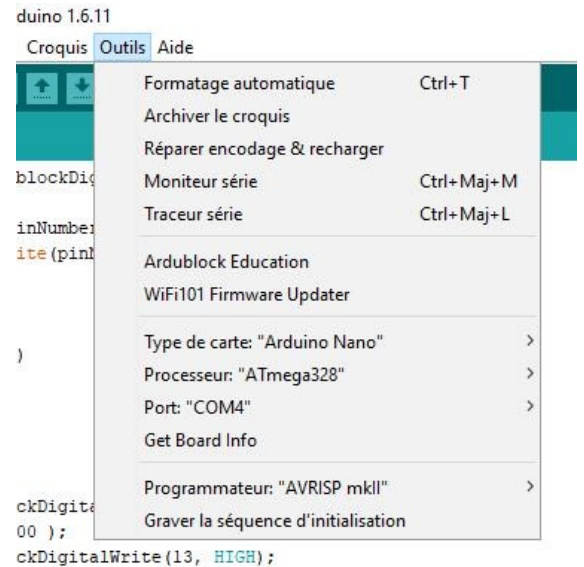 duino 1.6.11
Croquis Outils Aide
Formatage automatique Ctrl+T
Archiver le croquis
Réparer encodage & recharger
blockDig
Moniteur série Ctrl+Maj+M
Traceur série Ctrl+Maj+L
inNumber
ite(pinN
Ardublock Education
WiFi101 Firmware Updater
)
Type de carte: "Arduino Nano"
Processeur: "ATmega328"
Port: "COM4"
Get Board Info
Programmateur: "AVRISP mkII"
ckDigita
Graver la séquence d'initialisation
00 );
ckDigitalWrite(13, HIGH);